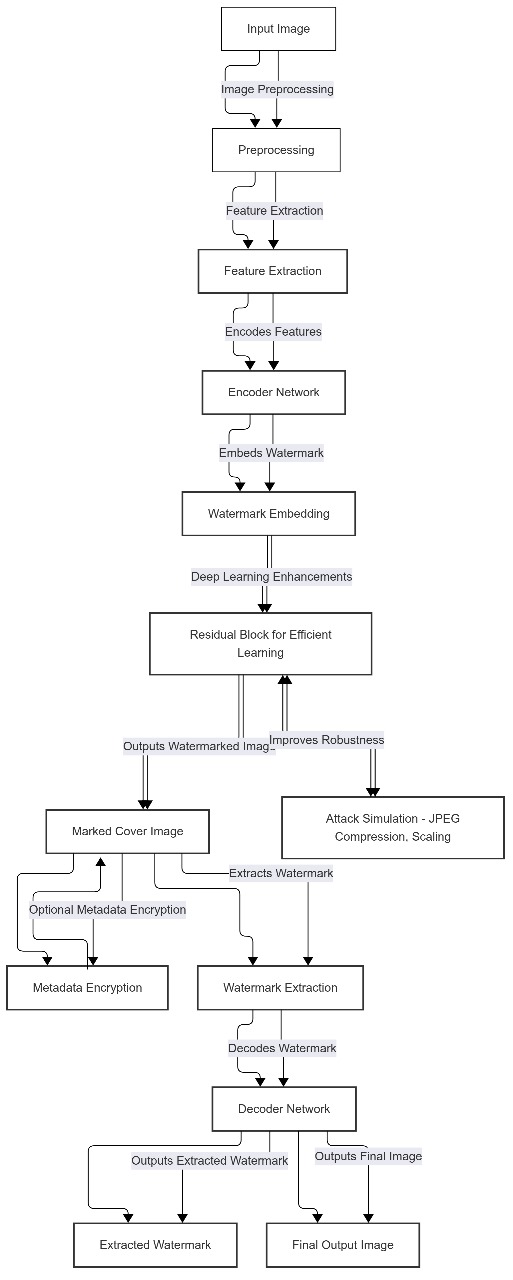 Input Image
Image Preprocessing
Preprocessing
Feature Extraction
Feature Extraction
Encodes Features
Encoder Network
Embeds Watermark
Watermark Embedding
Deep Learning Enhancements
Residual Block for Efficient
Learning
Outputs Watermarked Image
Improves Robustness
Attack Simulation - JPEG
Compression, Scaling
Marked Cover Image
Extracts Watermark
Optional Metadata Encryption
Metadata Encryption
Watermark Extraction
Decodes Watermark
Decoder Network
Outputs Extracted Watermark
Outputs Final Image
Extracted Watermark
Final Output Image